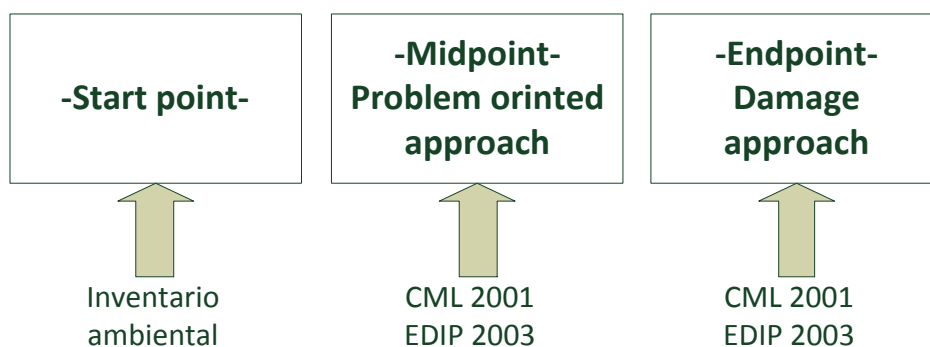 -Start point-
-Midpoint-
Problem orinted
approach
-Endpoint-
Damage
approach
Inventario
ambiental
CML 2001
EDIP 2003
CML 2001
EDIP 2003